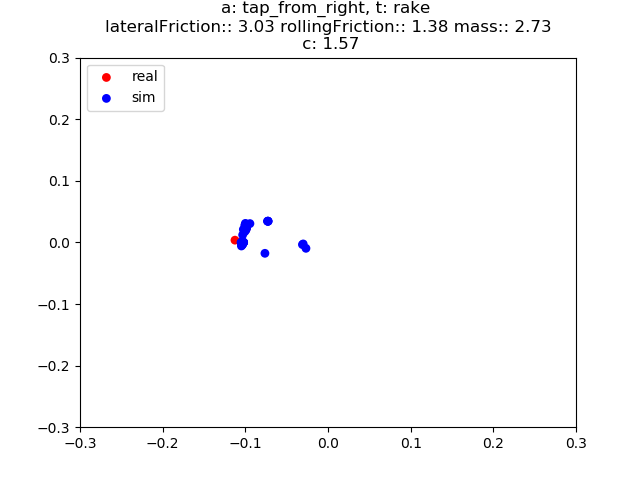 a: tap_from_right, t: rake
lateralFriction:: 3.03 rollingFriction:: 1.38 mass:: 2.73
c: 1.57
real
sim
0.3
0.2
0.1
0.0
−0.1
−0.2
−0.3
−0.3
−0.2
−0.1
0.0
0.1
0.2
0.3